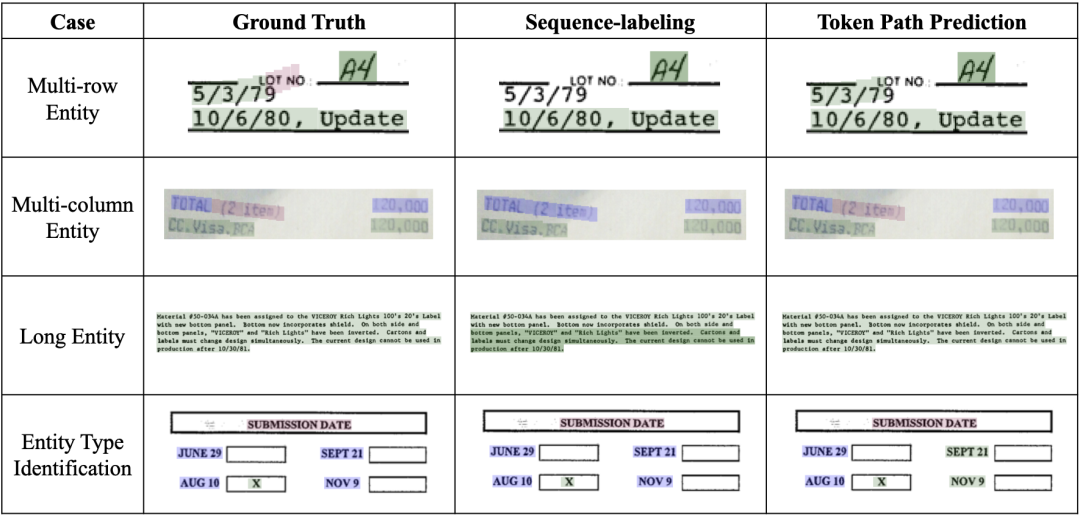 Case Ground Truth Sequence-labeling Token Path Prediction
Multi-row
Entity
A4
LOT NO:
5/3/79
10/6/80, Update
A4
LOT NO:
5/3/79
10/6/80, Update
A4
LOT NO:
5/3/79
10/6/80, Update
Multi-column
Entity
TOTAL (2 item) 120,000
CC.Visa.BCA 120,000
TOTAL (2 item) 120,000
CC.Visa.BCA 120,000
TOTAL (2 item) 120,000
CC.Visa.BCA 120,000
Long Entity
Material #50-034A has been assigned to the VICEROY Rich Lights 100's 20's Label
with new bottom panel. Bottom now incorporates shield. On both side and
bottom panels, "VICEROY" and "Rich Lights" have been inverted. Cartons and
labels must change design simultaneously. The current design cannot be used in
production after 10/30/81.
Material #50-034A has been assigned to the VICEROY Rich Lights 100's 20's Label
with new bottom panel. Bottom now incorporates shield. On both side and
bottom panels, "VICEROY" and "Rich Lights" have been inverted. Cartons and
labels must change design simultaneously. The current design cannot be used in
production after 10/30/81.
Material #50-034A has been assigned to the VICEROY Rich Lights 100's 20's Label
with new bottom panel. Bottom now incorporates shield. On both side and
bottom panels, "VICEROY" and "Rich Lights" have been inverted. Cartons and
labels must change design simultaneously. The current design cannot be used in
production after 10/30/81.
Entity Type
Identification
SUBMISSION DATE
JUNE 29 SEPT 21
AUG 10 X NOV 9
SUBMISSION DATE
JUNE 29 SEPT 21
AUG 10 X NOV 9
SUBMISSION DATE
JUNE 29 SEPT 21
AUG 10 X NOV 9